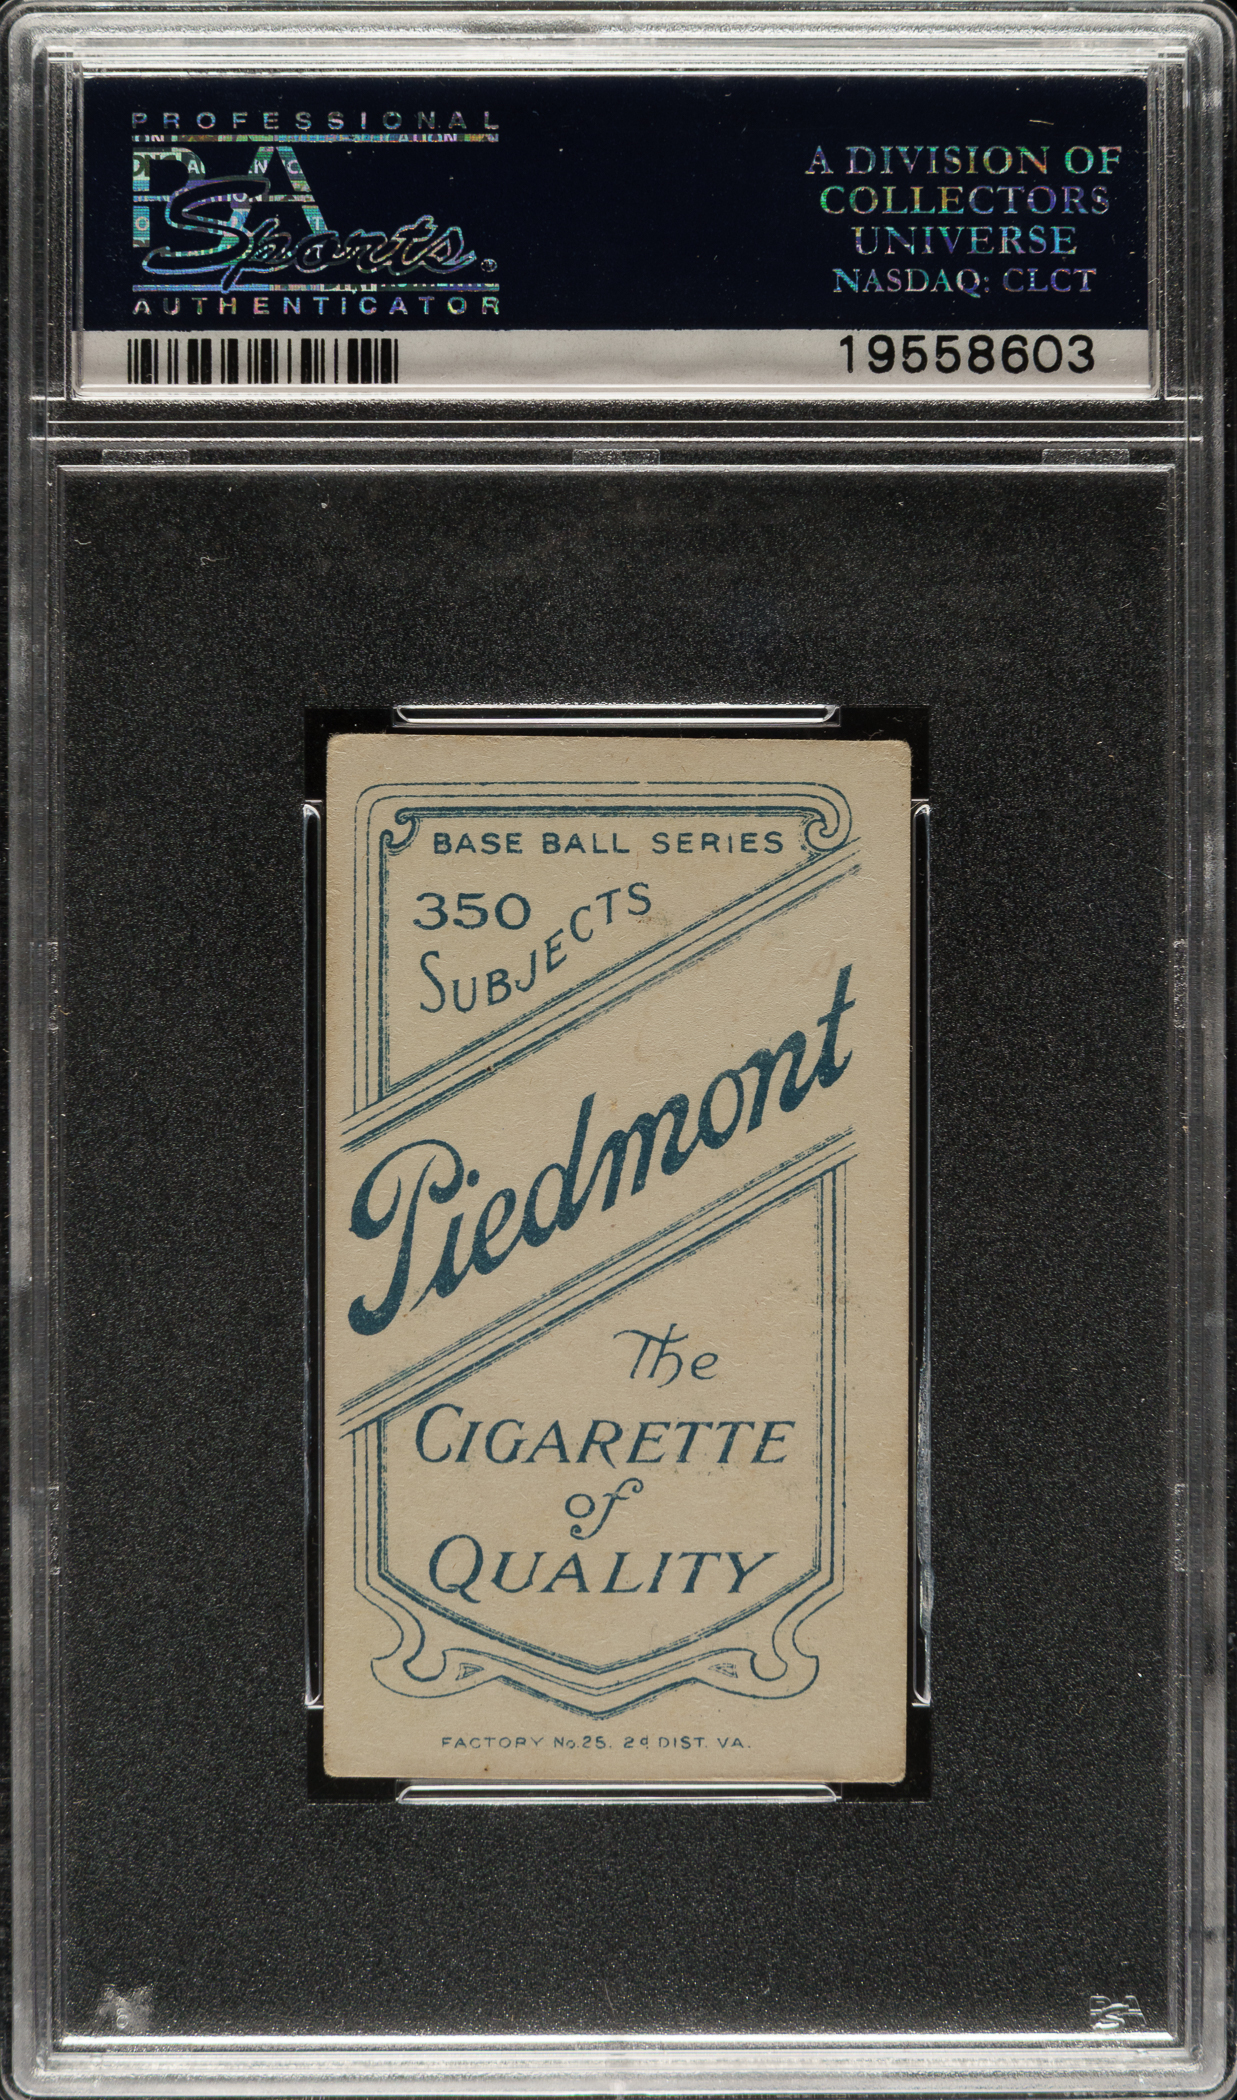 PROFESSIONAL
PSA
Sports
AUTHENTICATOR
A DIVISION OF
COLLECTORS
UNIVERSE
NASDAQ: CLCT
19558603
BASE BALL SERIES
350
SUBJECTS
Piedmont
The
CIGARETTE
of
QUALITY
FACTORY No. 25. 2d DIST. VA.
PSA